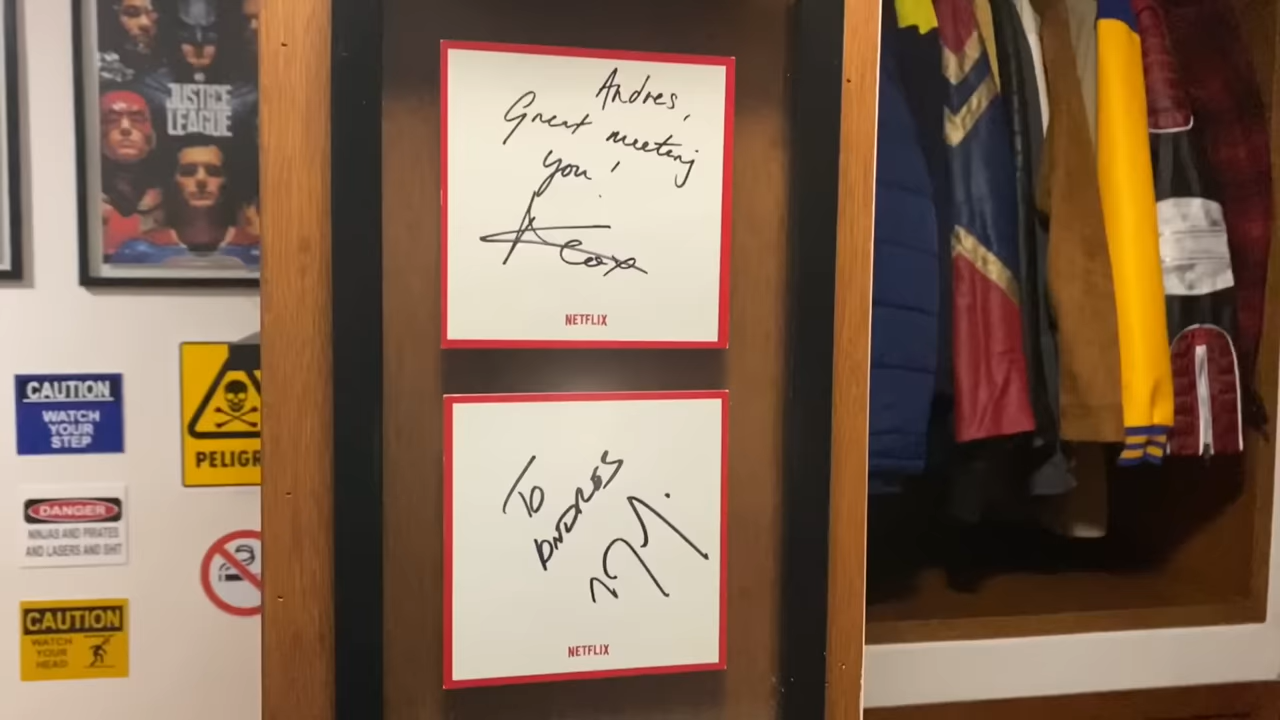 JUSTICE
LEAGUE
Andres,
Great meeting
you!
A Cox
NETFLIX
TO
ANDRES
NETFLIX
CAUTION
WATCH
YOUR
STEP
PELIGR
DANGER
NINJAS AND PIRATES
AND LASERS AND SHIT
CAUTION
WATCH
YOUR
HEAD